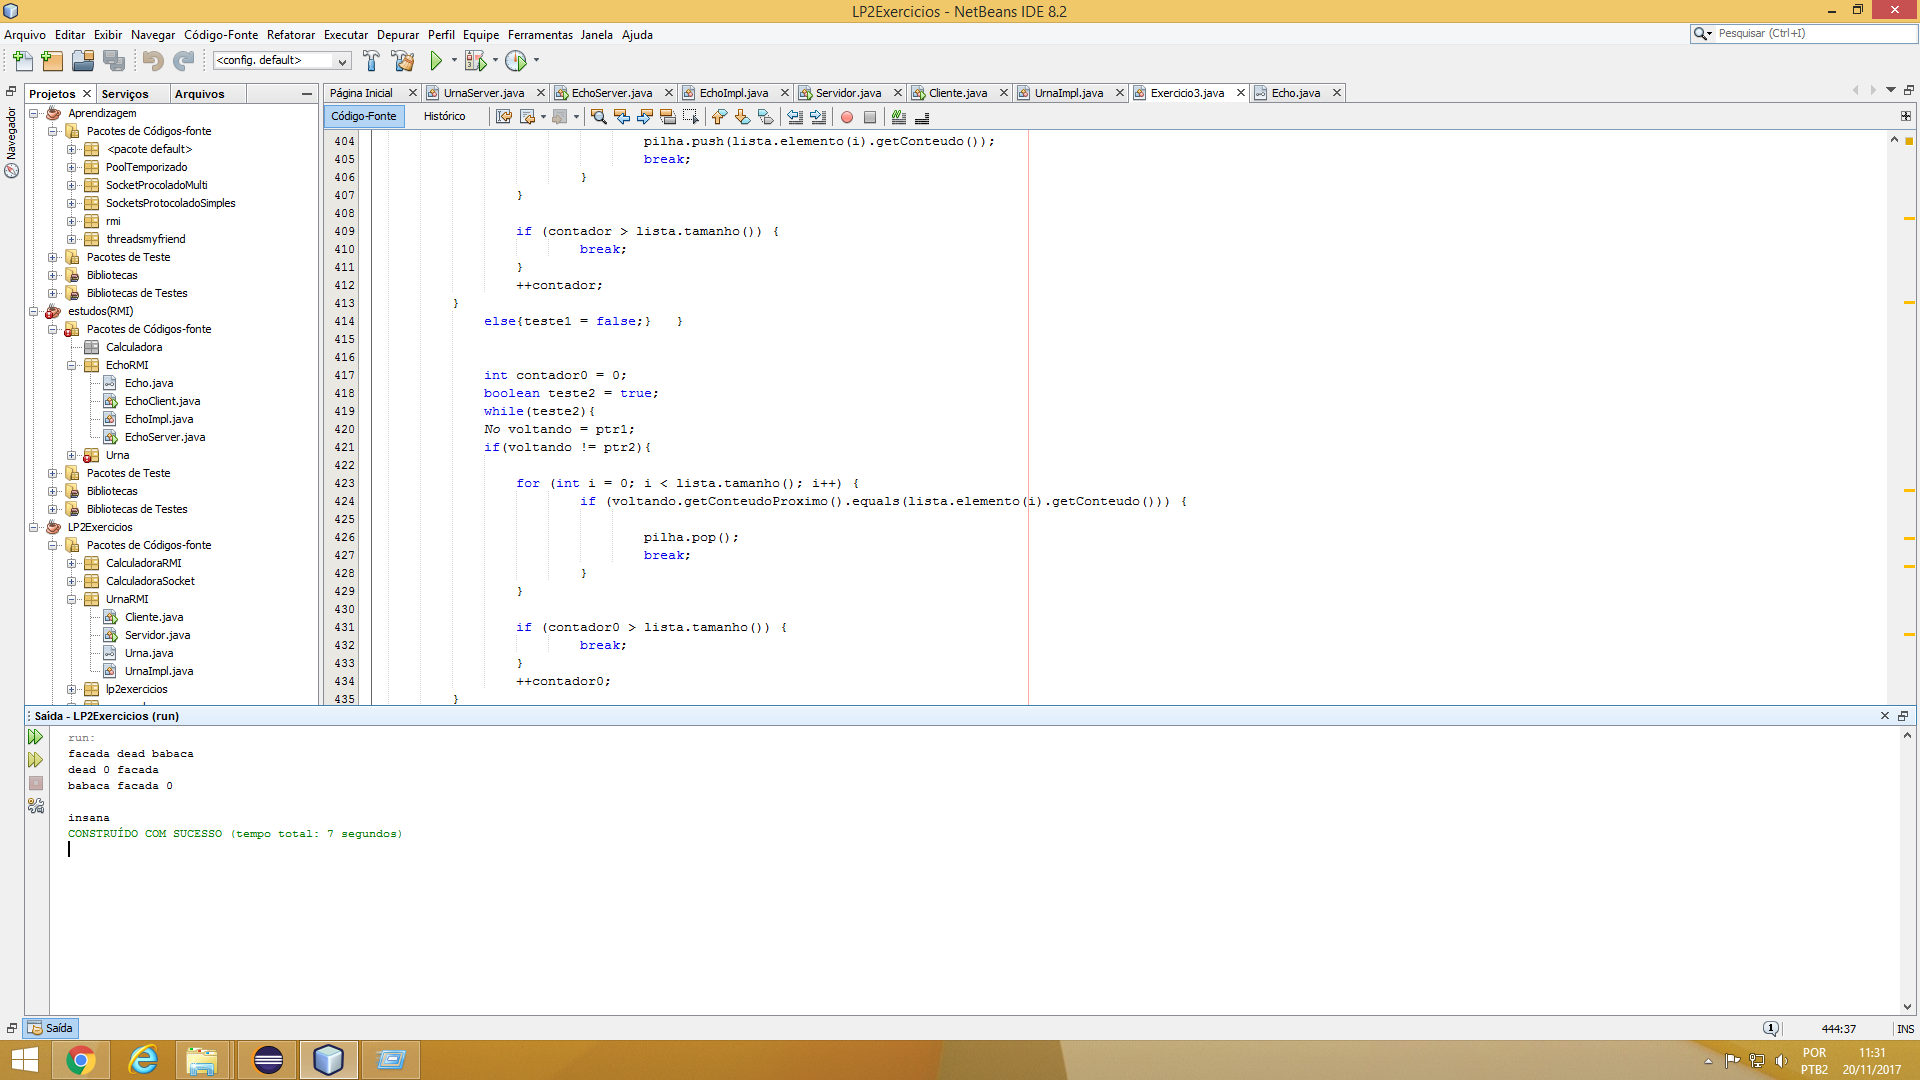 LP2Exercicios - NetBeans IDE 8.2
Arquivo Editar Exibir Navegar Código-Fonte Refatorar Executar Depurar Perfil Equipe Ferramentas Janela Ajuda
Pesquisar (Ctrl+I)
<config. default>
Navegador
Projetos Serviços Arquivos
Aprendizagem
Pacotes de Códigos-fonte
<pacote default>
PoolTemporizado
SocketProcoladoMulti
SocketsProtocoladoSimples
rmi
threadsmyfriend
Pacotes de Teste
Bibliotecas
Bibliotecas de Testes
estudos(RMI)
Pacotes de Códigos-fonte
Calculadora
EchoRMI
Echo.java
EchoClient.java
EchoImpl.java
EchoServer.java
Urna
Pacotes de Teste
Bibliotecas
Bibliotecas de Testes
LP2Exercicios
Pacotes de Códigos-fonte
CalculadoraRMI
CalculadoraSocket
UrnaRMI
Cliente.java
Servidor.java
Urna.java
UrnaImpl.java
lp2exercicios
Página Inicial UrnaServer.java EchoServer.java EchoImpl.java Servidor.java Cliente.java UrnaImpl.java Exercicio3.java Echo.java
Código-Fonte Histórico
404 pilha.push(lista.elemento(i).getConteudo());
405 break;
406 }
407 }
408
409 if (contador > lista.tamanho()) {
410 break;
411 }
412 ++contador;
413 }
414 else{teste1 = false;} }
415
416
417 int contador0 = 0;
418 boolean teste2 = true;
419 while(teste2){
420 No voltando = ptr1;
421 if(voltando != ptr2){
422
423 for (int i = 0; i < lista.tamanho(); i++) {
424 if (voltando.getConteudoProximo().equals(lista.elemento(i).getConteudo())) {
425
426 pilha.pop();
427 break;
428 }
429 }
430
431 if (contador0 > lista.tamanho()) {
432 break;
433 }
434 ++contador0;
435 }
Saída - LP2Exercicios (run)
run:
facada dead babaca
dead 0 facada
babaca facada 0
insana
CONSTRUÍDO COM SUCESSO (tempo total: 7 segundos)
Saída
1
444:37
INS
POR
PTB2
11:31
20/11/2017